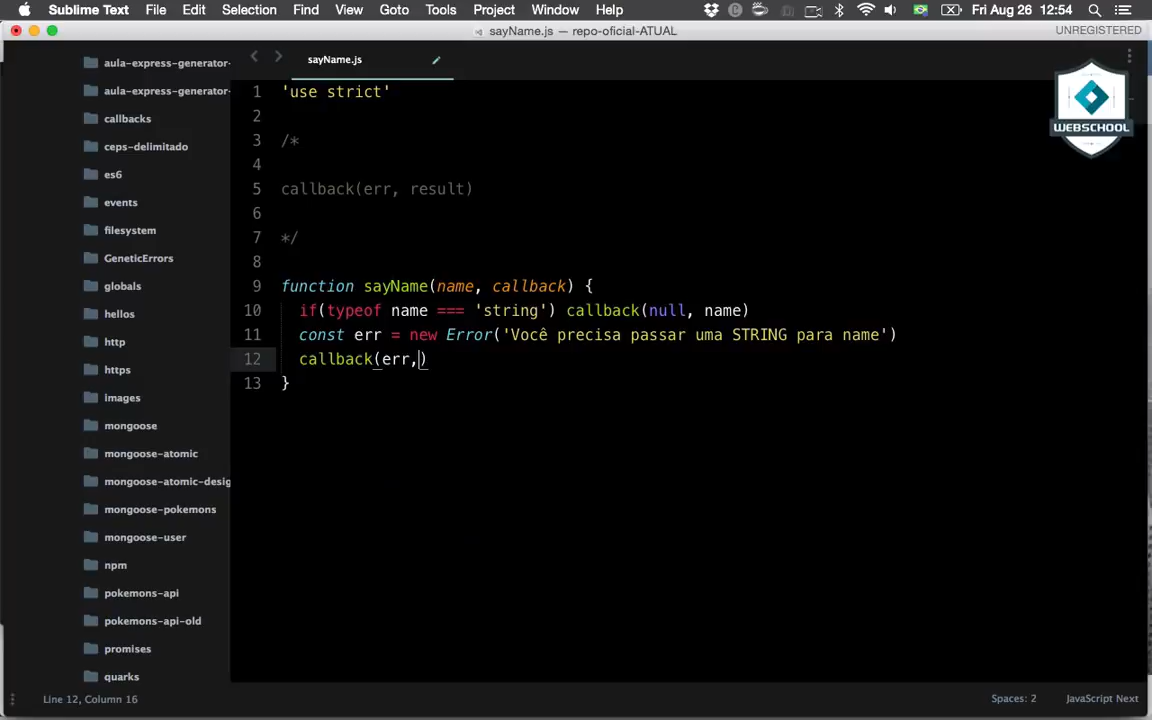 Sublime Text File Edit Selection Find View Goto Tools Project Window Help Fri Aug 26 12:54
sayName.js — repo-oficial-ATUAL UNREGISTERED
sayName.js
aula-express-generator-
aula-express-generator-
callbacks
ceps-delimitado
es6
events
filesystem
GeneticErrors
globals
hellos
http
https
images
mongoose
mongoose-atomic
mongoose-atomic-desig
mongoose-pokemons
mongoose-user
npm
pokemons-api
pokemons-api-old
promises
quarks
1 'use strict'
2
3 /*
4
5 callback(err, result)
6
7 */
8
9 function sayName(name, callback) {
10 if(typeof name === 'string') callback(null, name)
11 const err = new Error('Você precisa passar uma STRING para name')
12 callback(err,)
13 }
WEBSCHOOL
Line 12, Column 16 Spaces: 2 JavaScript Next